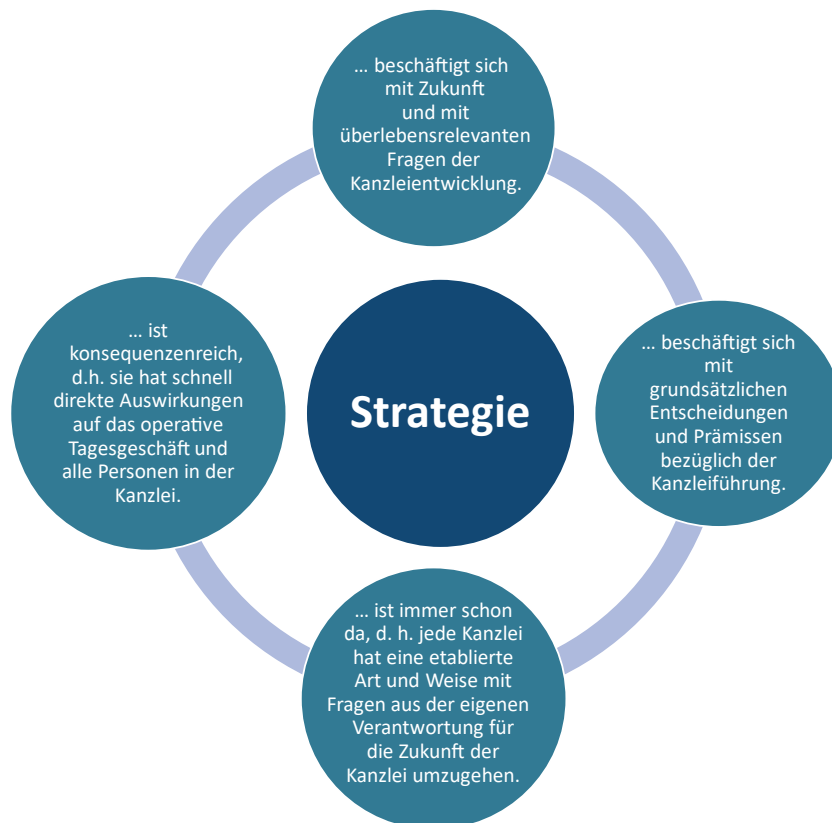 ... beschäftigt sich
mit Zukunft
und mit
überlebensrelevanten
Fragen der
Kanzleientwicklung.
... ist
konsequenzenreich,
d.h. sie hat schnell
direkte Auswirkungen
auf das operative
Tagesgeschäft und
alle Personen in der
Kanzlei.
Strategie
... beschäftigt sich
mit
grundsätzlichen
Entscheidungen
und Prämissen
bezüglich der
Kanzleiführung.
... ist immer schon
da, d. h. jede Kanzlei
hat eine etablierte
Art und Weise mit
Fragen aus der eigenen
Verantwortung für
die Zukunft der
Kanzlei umzugehen.